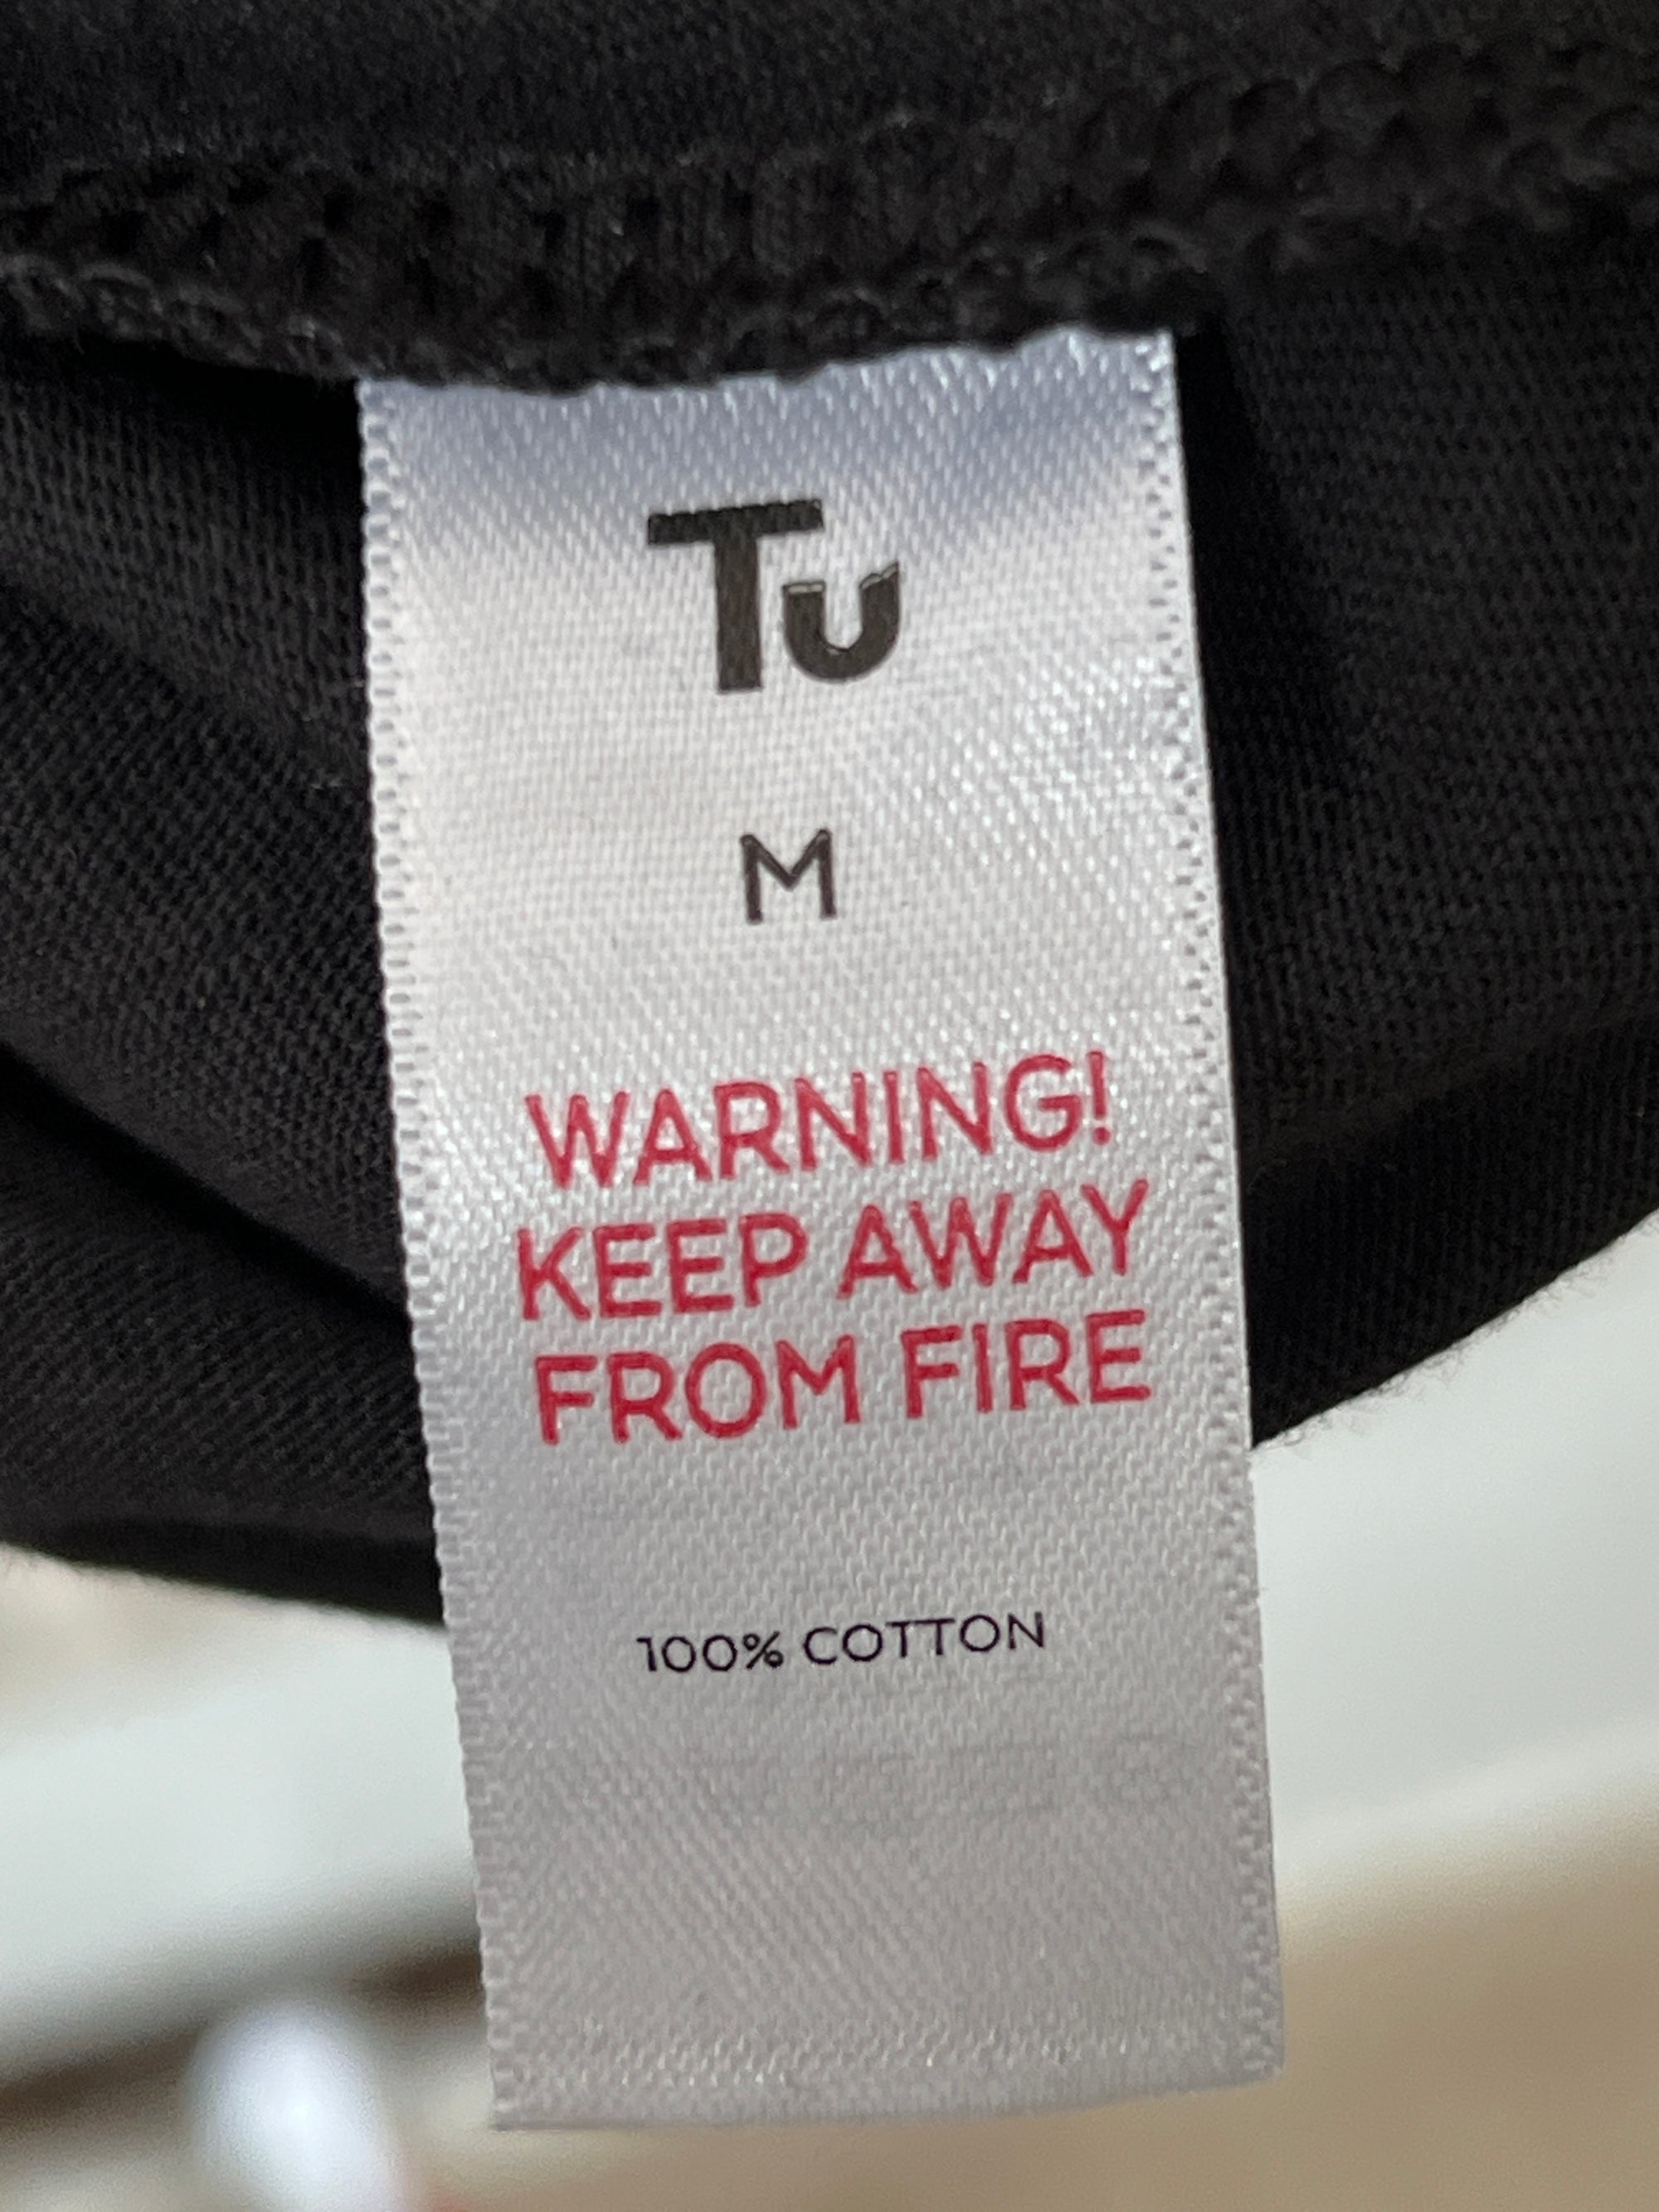 Tu
M
WARNING!
KEEP AWAY
FROM FIRE
100% COTTON